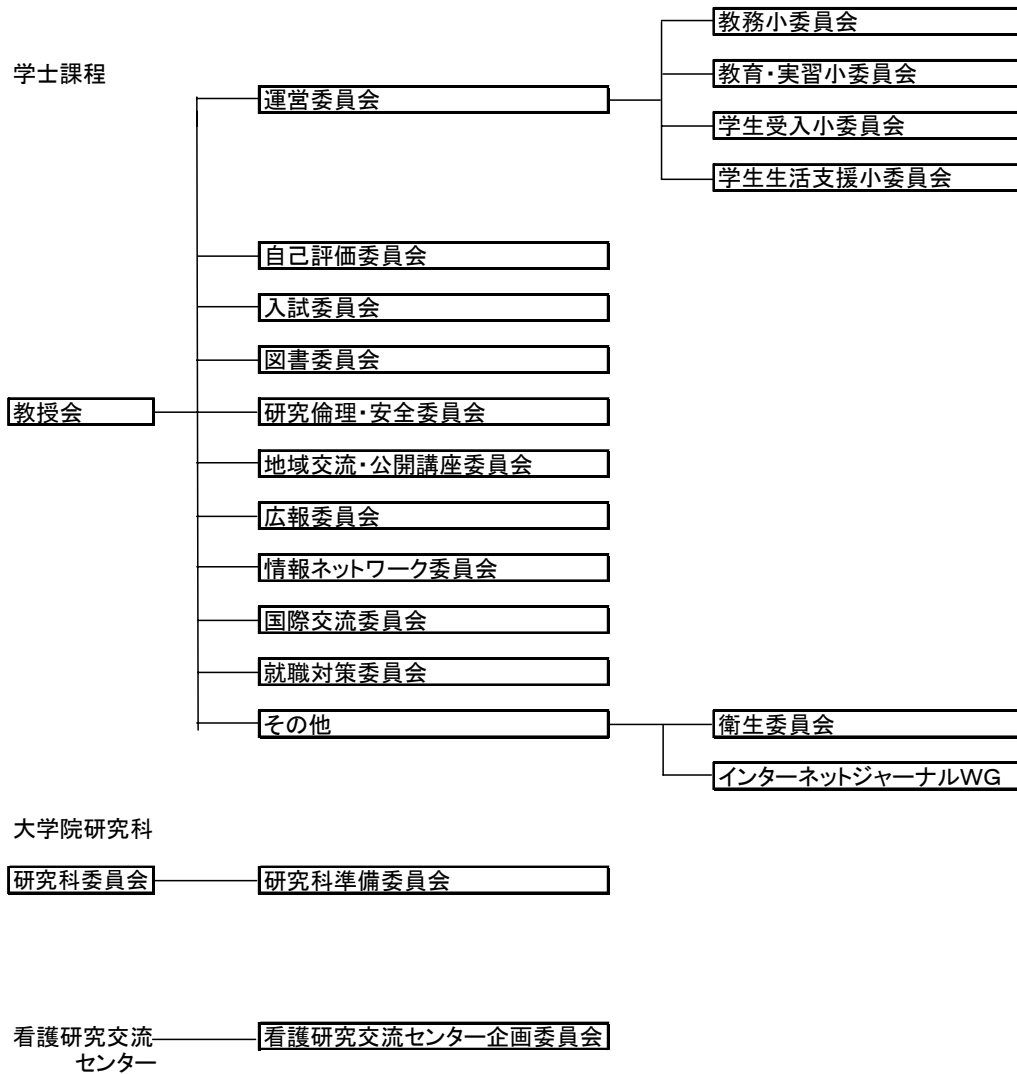 教務小委員会
学士課程
教育・実習小委員会
運営委員会
学生受入小委員会
学生生活支援小委員会
自己評価委員会
入試委員会
図書委員会
教授会
研究倫理・安全委員会
地域交流・公開講座委員会
広報委員会
情報ネットワーク委員会
国際交流委員会
就職対策委員会
その他
衛生委員会
インターネットジャーナルWG
大学院研究科
研究科委員会
研究科準備委員会
看護研究交流
センター
看護研究交流センター企画委員会